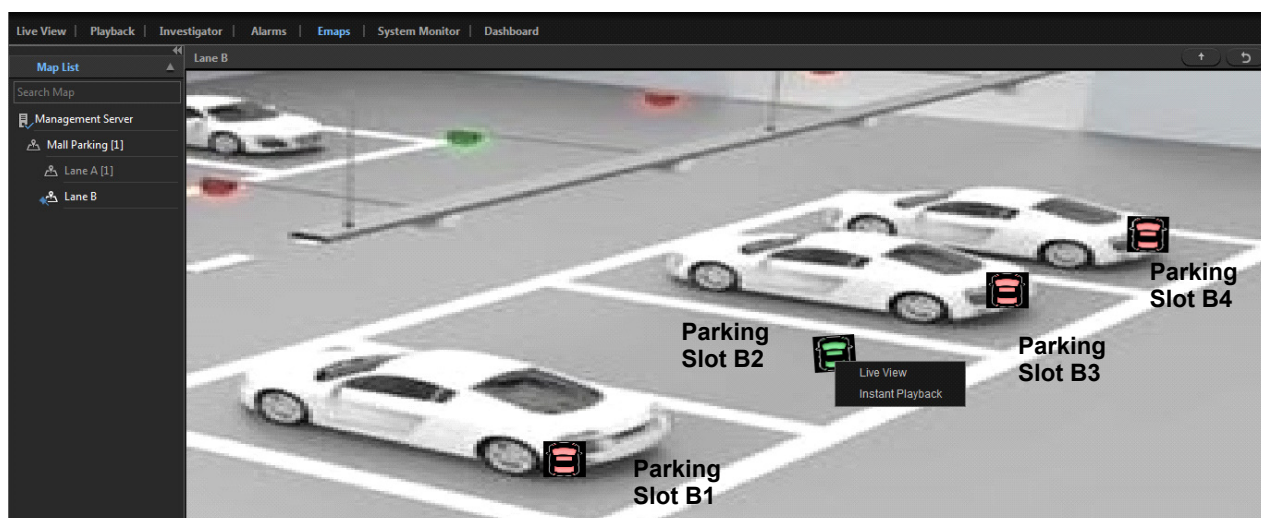 Live View | Playback | Investigator | Alarms | Emaps | System Monitor | Dashboard
Map List
Lane B
Search Map
Management Server
Mall Parking [1]
Lane A [1]
Lane B
Parking
Slot B4
Parking
Slot B2
Parking
Slot B3
Live View
Instant Playback
Parking
Slot B1